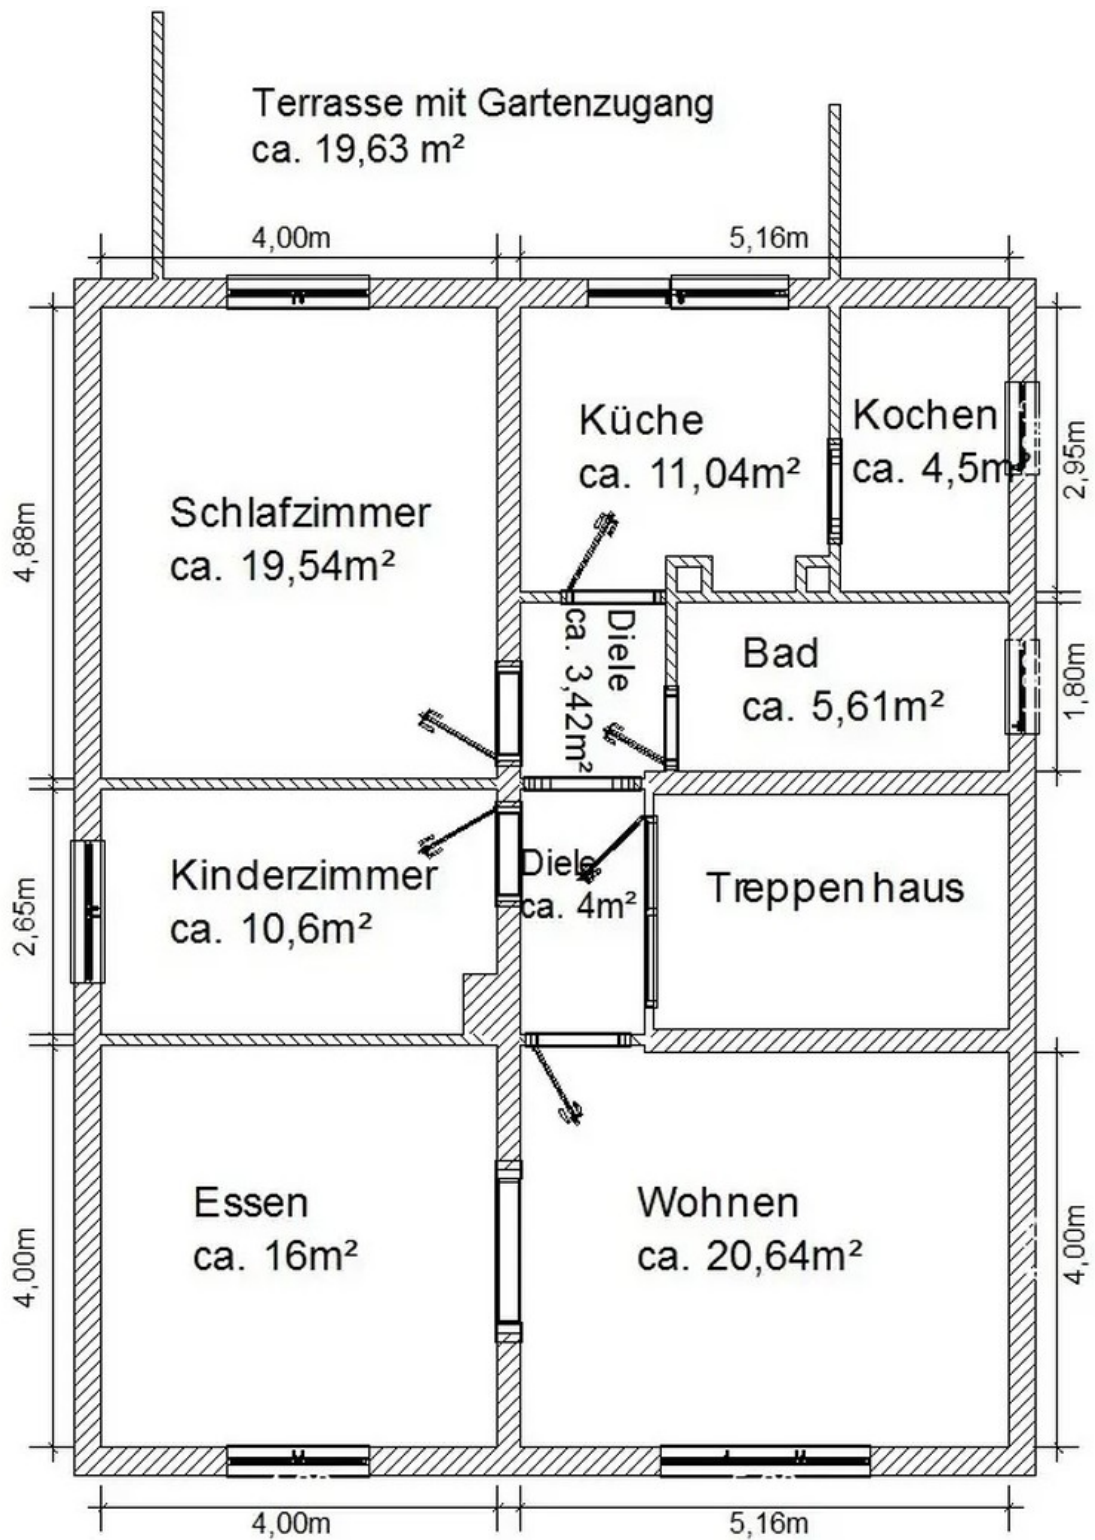 Terrasse mit Gartenzugang
ca. 19,63 m²
4,00m
5,16m
Küche
ca. 11,04m²
Kochen
ca. 4,5m²
2,95m
4,88m
Schlafzimmer
ca. 19,54m²
Diele
ca. 3,42m²
Bad
ca. 5,61m²
1,80m
2,65m
Kinderzimmer
ca. 10,6m²
Diele
ca. 4m²
Treppenhaus
4,00m
Essen
ca. 16m²
Wohnen
ca. 20,64m²
4,00m
4,00m
5,16m